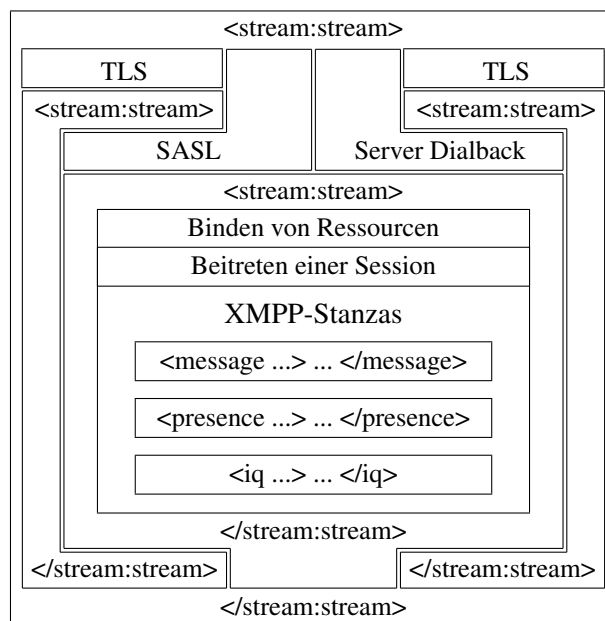 <stream:stream>
TLS TLS
<stream:stream> <stream:stream>
SASL Server Dialback
<stream:stream>
Binden von Ressourcen
Beitreten einer Session
XMPP-Stanzas
<message ...> ... </message>
<presence ...> ... </presence>
<iq ...> ... </iq>
</stream:stream>
</stream:stream> </stream:stream>
</stream:stream>